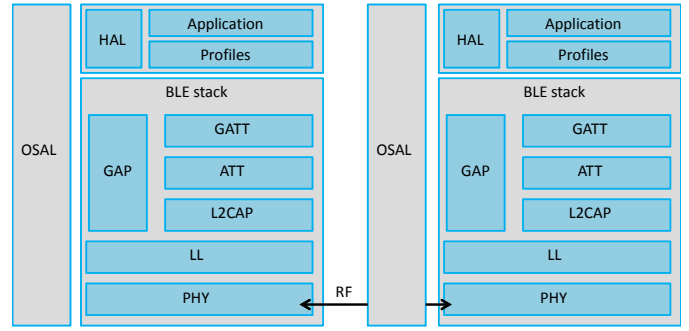 HAL
Application
Profiles
BLE stack
OSAL
GAP
GATT
ATT
L2CAP
LL
PHY
RF
HAL
Application
Profiles
BLE stack
OSAL
GAP
GATT
ATT
L2CAP
LL
PHY